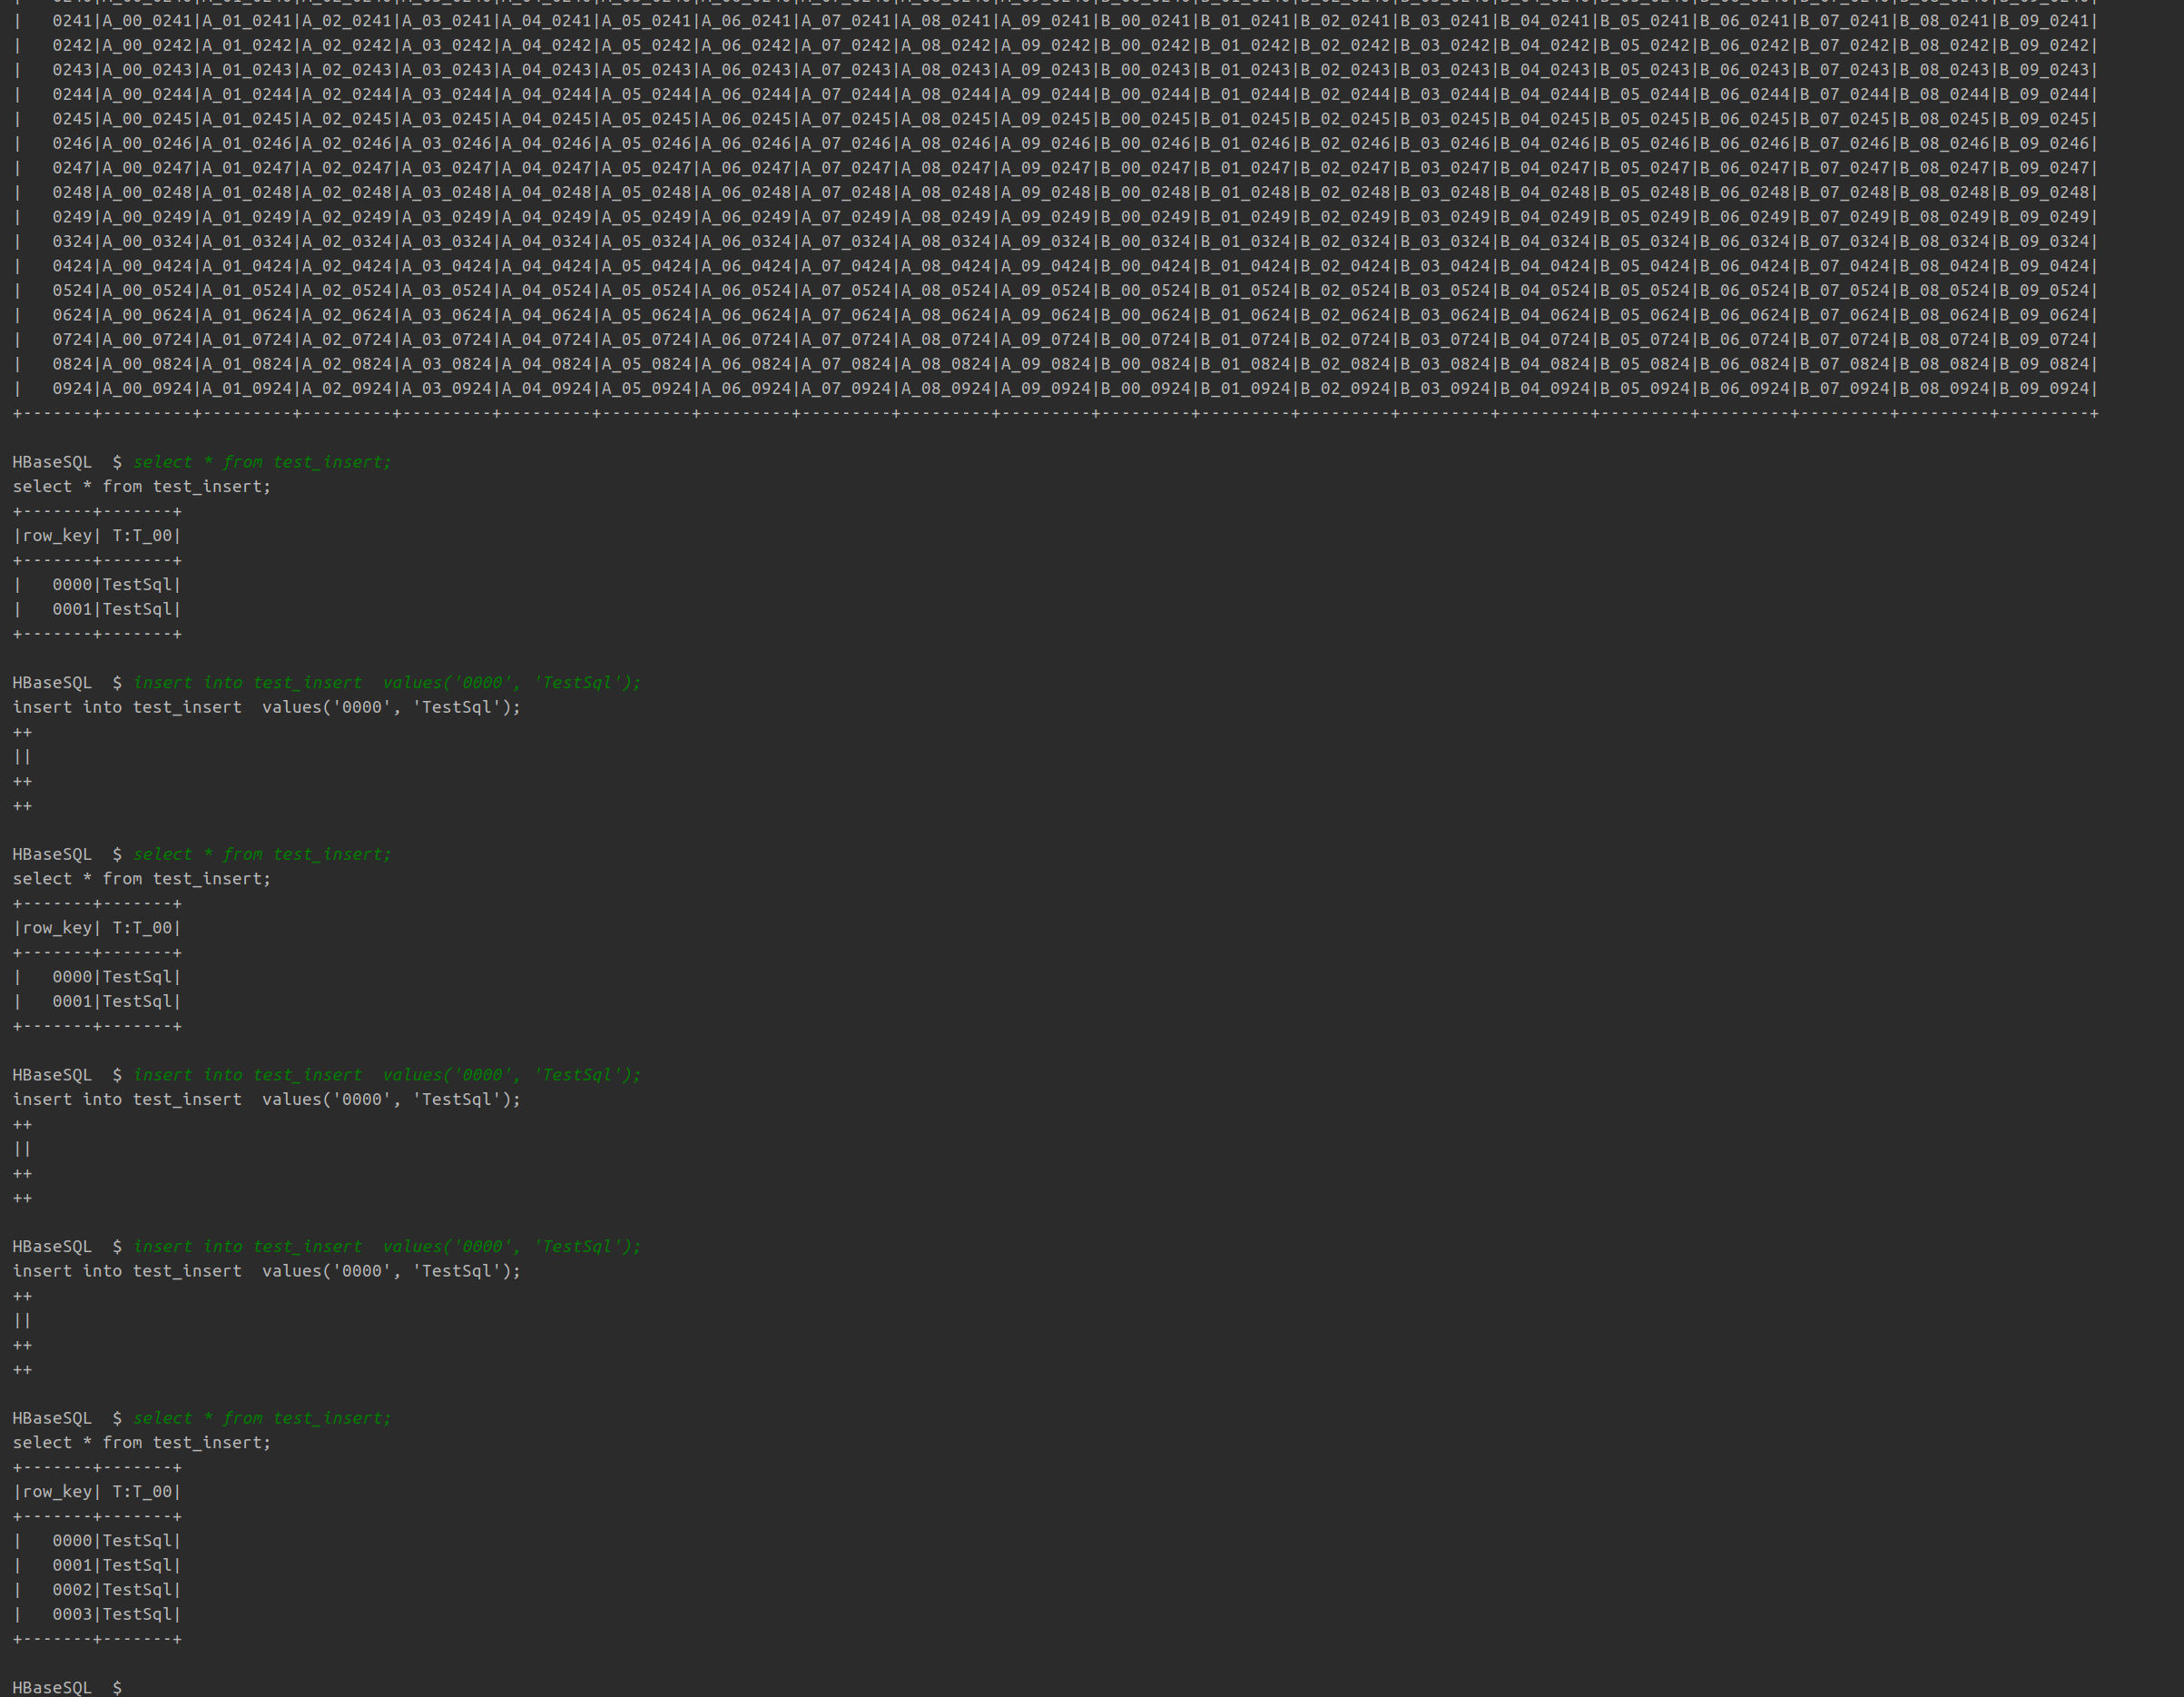 |   0241|A_00_0241|A_01_0241|A_02_0241|A_03_0241|A_04_0241|A_05_0241|A_06_0241|A_07_0241|A_08_0241|A_09_0241|B_00_0241|B_01_0241|B_02_0241|B_03_0241|B_04_0241|B_05_0241|B_06_0241|B_07_0241|B_08_0241|B_09_0241|
|   0242|A_00_0242|A_01_0242|A_02_0242|A_03_0242|A_04_0242|A_05_0242|A_06_0242|A_07_0242|A_08_0242|A_09_0242|B_00_0242|B_01_0242|B_02_0242|B_03_0242|B_04_0242|B_05_0242|B_06_0242|B_07_0242|B_08_0242|B_09_0242|
|   0243|A_00_0243|A_01_0243|A_02_0243|A_03_0243|A_04_0243|A_05_0243|A_06_0243|A_07_0243|A_08_0243|A_09_0243|B_00_0243|B_01_0243|B_02_0243|B_03_0243|B_04_0243|B_05_0243|B_06_0243|B_07_0243|B_08_0243|B_09_0243|
|   0244|A_00_0244|A_01_0244|A_02_0244|A_03_0244|A_04_0244|A_05_0244|A_06_0244|A_07_0244|A_08_0244|A_09_0244|B_00_0244|B_01_0244|B_02_0244|B_03_0244|B_04_0244|B_05_0244|B_06_0244|B_07_0244|B_08_0244|B_09_0244|
|   0245|A_00_0245|A_01_0245|A_02_0245|A_03_0245|A_04_0245|A_05_0245|A_06_0245|A_07_0245|A_08_0245|A_09_0245|B_00_0245|B_01_0245|B_02_0245|B_03_0245|B_04_0245|B_05_0245|B_06_0245|B_07_0245|B_08_0245|B_09_0245|
|   0246|A_00_0246|A_01_0246|A_02_0246|A_03_0246|A_04_0246|A_05_0246|A_06_0246|A_07_0246|A_08_0246|A_09_0246|B_00_0246|B_01_0246|B_02_0246|B_03_0246|B_04_0246|B_05_0246|B_06_0246|B_07_0246|B_08_0246|B_09_0246|
|   0247|A_00_0247|A_01_0247|A_02_0247|A_03_0247|A_04_0247|A_05_0247|A_06_0247|A_07_0247|A_08_0247|A_09_0247|B_00_0247|B_01_0247|B_02_0247|B_03_0247|B_04_0247|B_05_0247|B_06_0247|B_07_0247|B_08_0247|B_09_0247|
|   0248|A_00_0248|A_01_0248|A_02_0248|A_03_0248|A_04_0248|A_05_0248|A_06_0248|A_07_0248|A_08_0248|A_09_0248|B_00_0248|B_01_0248|B_02_0248|B_03_0248|B_04_0248|B_05_0248|B_06_0248|B_07_0248|B_08_0248|B_09_0248|
|   0249|A_00_0249|A_01_0249|A_02_0249|A_03_0249|A_04_0249|A_05_0249|A_06_0249|A_07_0249|A_08_0249|A_09_0249|B_00_0249|B_01_0249|B_02_0249|B_03_0249|B_04_0249|B_05_0249|B_06_0249|B_07_0249|B_08_0249|B_09_0249|
|   0324|A_00_0324|A_01_0324|A_02_0324|A_03_0324|A_04_0324|A_05_0324|A_06_0324|A_07_0324|A_08_0324|A_09_0324|B_00_0324|B_01_0324|B_02_0324|B_03_0324|B_04_0324|B_05_0324|B_06_0324|B_07_0324|B_08_0324|B_09_0324|
|   0424|A_00_0424|A_01_0424|A_02_0424|A_03_0424|A_04_0424|A_05_0424|A_06_0424|A_07_0424|A_08_0424|A_09_0424|B_00_0424|B_01_0424|B_02_0424|B_03_0424|B_04_0424|B_05_0424|B_06_0424|B_07_0424|B_08_0424|B_09_0424|
|   0524|A_00_0524|A_01_0524|A_02_0524|A_03_0524|A_04_0524|A_05_0524|A_06_0524|A_07_0524|A_08_0524|A_09_0524|B_00_0524|B_01_0524|B_02_0524|B_03_0524|B_04_0524|B_05_0524|B_06_0524|B_07_0524|B_08_0524|B_09_0524|
|   0624|A_00_0624|A_01_0624|A_02_0624|A_03_0624|A_04_0624|A_05_0624|A_06_0624|A_07_0624|A_08_0624|A_09_0624|B_00_0624|B_01_0624|B_02_0624|B_03_0624|B_04_0624|B_05_0624|B_06_0624|B_07_0624|B_08_0624|B_09_0624|
|   0724|A_00_0724|A_01_0724|A_02_0724|A_03_0724|A_04_0724|A_05_0724|A_06_0724|A_07_0724|A_08_0724|A_09_0724|B_00_0724|B_01_0724|B_02_0724|B_03_0724|B_04_0724|B_05_0724|B_06_0724|B_07_0724|B_08_0724|B_09_0724|
|   0824|A_00_0824|A_01_0824|A_02_0824|A_03_0824|A_04_0824|A_05_0824|A_06_0824|A_07_0824|A_08_0824|A_09_0824|B_00_0824|B_01_0824|B_02_0824|B_03_0824|B_04_0824|B_05_0824|B_06_0824|B_07_0824|B_08_0824|B_09_0824|
|   0924|A_00_0924|A_01_0924|A_02_0924|A_03_0924|A_04_0924|A_05_0924|A_06_0924|A_07_0924|A_08_0924|A_09_0924|B_00_0924|B_01_0924|B_02_0924|B_03_0924|B_04_0924|B_05_0924|B_06_0924|B_07_0924|B_08_0924|B_09_0924|
+-------+---------+---------+---------+---------+---------+---------+---------+---------+---------+---------+---------+---------+---------+---------+---------+---------+---------+---------+---------+---------+

HBaseSQL  $ select * from test_insert;
select * from test_insert;
+-------+-------+
|row_key| T:T_00|
+-------+-------+
|   0000|TestSql|
|   0001|TestSql|
+-------+-------+

HBaseSQL  $ insert into test_insert  values('0000', 'TestSql');
insert into test_insert  values('0000', 'TestSql');
++
||
++
++

HBaseSQL  $ select * from test_insert;
select * from test_insert;
+-------+-------+
|row_key| T:T_00|
+-------+-------+
|   0000|TestSql|
|   0001|TestSql|
+-------+-------+

HBaseSQL  $ insert into test_insert  values('0000', 'TestSql');
insert into test_insert  values('0000', 'TestSql');
++
||
++
++

HBaseSQL  $ insert into test_insert  values('0000', 'TestSql');
insert into test_insert  values('0000', 'TestSql');
++
||
++
++

HBaseSQL  $ select * from test_insert;
select * from test_insert;
+-------+-------+
|row_key| T:T_00|
+-------+-------+
|   0000|TestSql|
|   0001|TestSql|
|   0002|TestSql|
|   0003|TestSql|
+-------+-------+

HBaseSQL  $